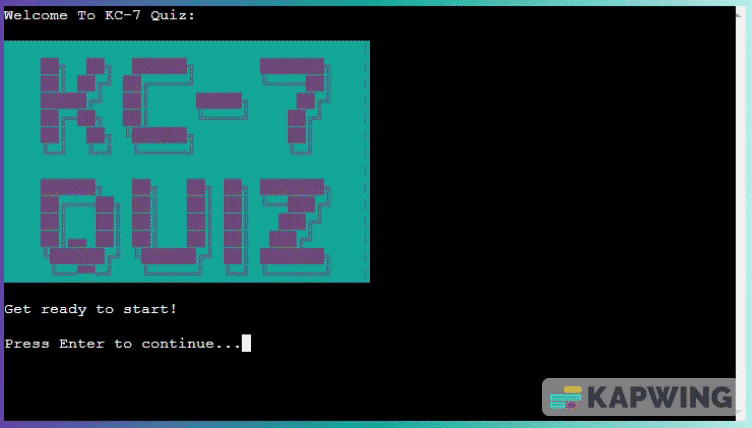 Welcome To KC-7 Quiz:
KC-7
QUIZ
Get ready to start!
Press Enter to continue...
KAPWING